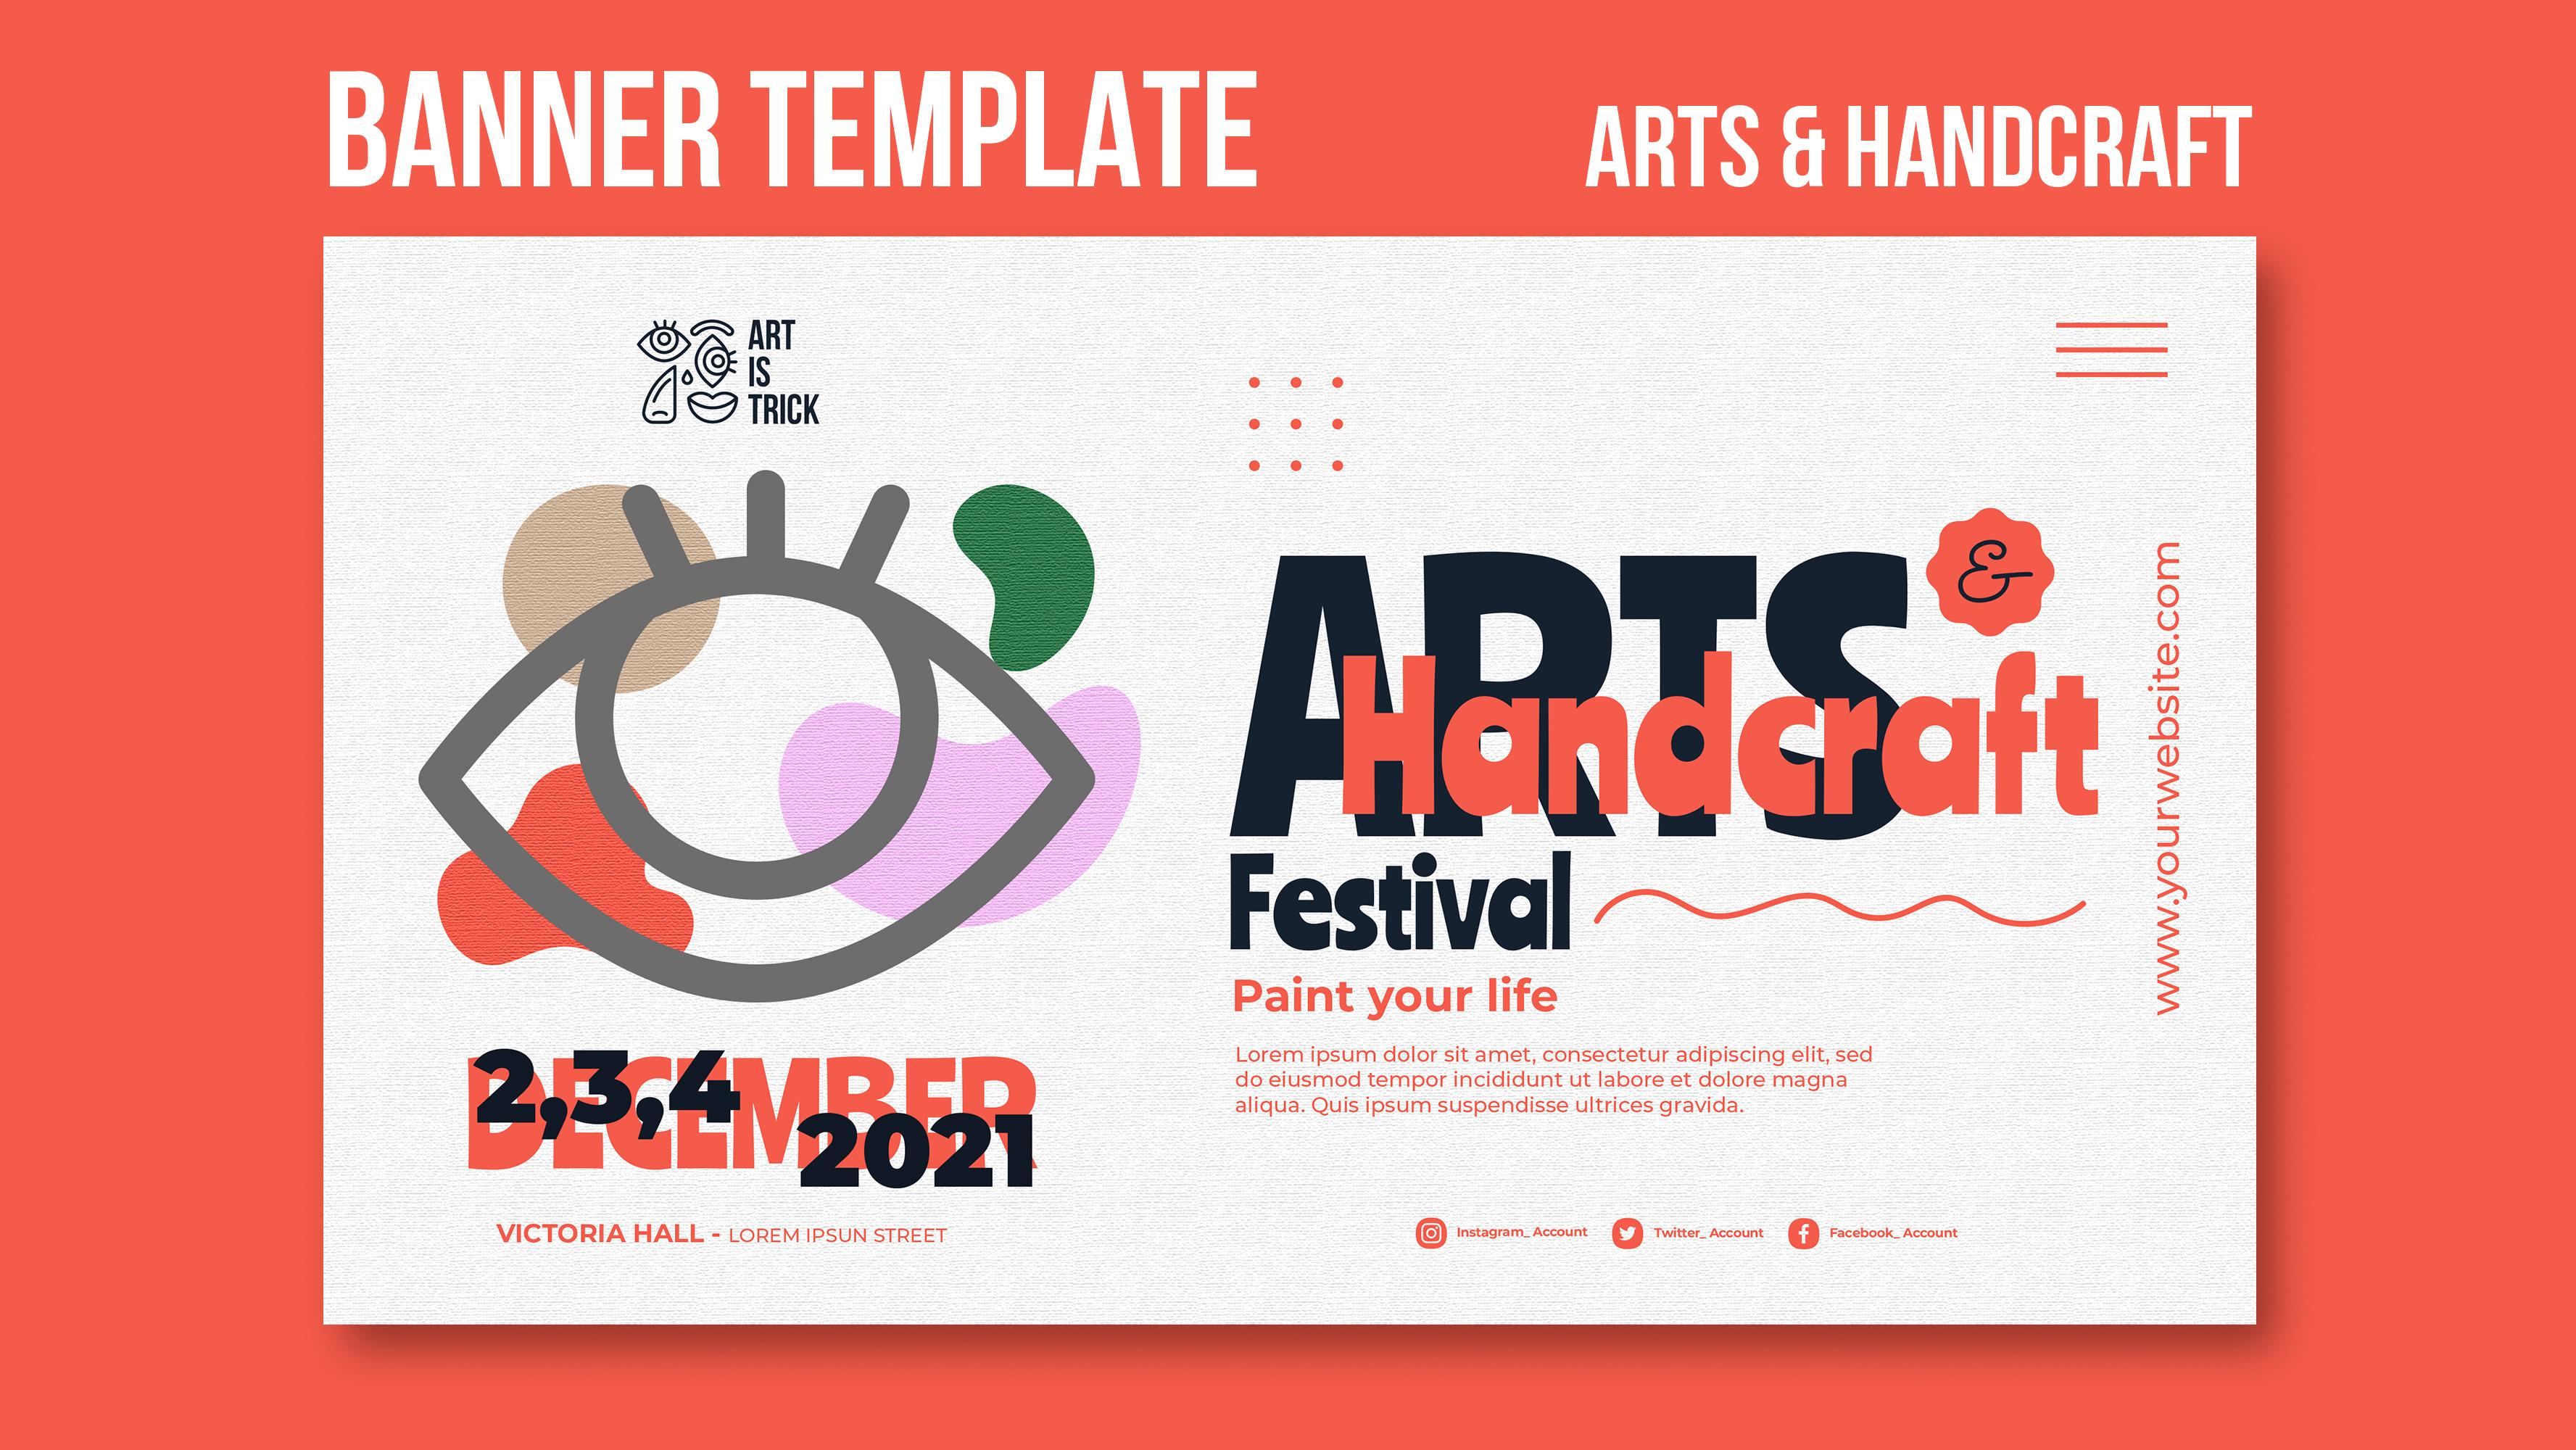 BANNER TEMPLATE
ARTS & HANDCRAFT
ART
IS
TRICK
ARTS &
Handcraft
Festival
Paint your life
Lorem ipsum dolor sit amet, consectetur adipiscing elit, sed
do eiusmod tempor incididunt ut labore et dolore magna
aliqua. Quis ipsum suspendisse ultrices gravida.
www.yourwebsite.com
2,3,4
DECEMBER
2021
VICTORIA HALL - LOREM IPSUN STREET
Instagram_Account Twitter_Account Facebook_Account